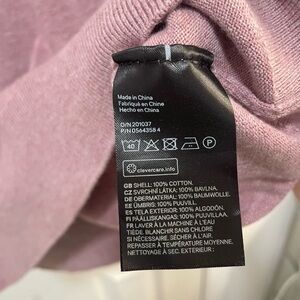 Made in China
Fabriqué en Chine
Hecho en China
O/N 201037
P/N 0564358 4
40
P
clevercare.info
GB SHELL: 100% COTTON.
CZ SVRCHNÍ LÁTKA: 100% BAVLNA.
DE OBERMATERIAL: 100% BAUMWOLLE.
EE ÜMBRIS: 100% PUUVILL.
ES TELA EXTERIOR: 100% ALGODÓN.
FI PÄÄLLISKANGAS: 100% PUUVILLAA.
FR LAVER À LA MACHINE À L'EAU
TIÈDE. BLANCHIR SANS CHLORE
SI NÉCESSAIRE. SÉCHER À L'AIR.
REPASSER À TEMPÉRATURE MOYENNE.
NETTOYAGE À SEC. EXTERIEUR :